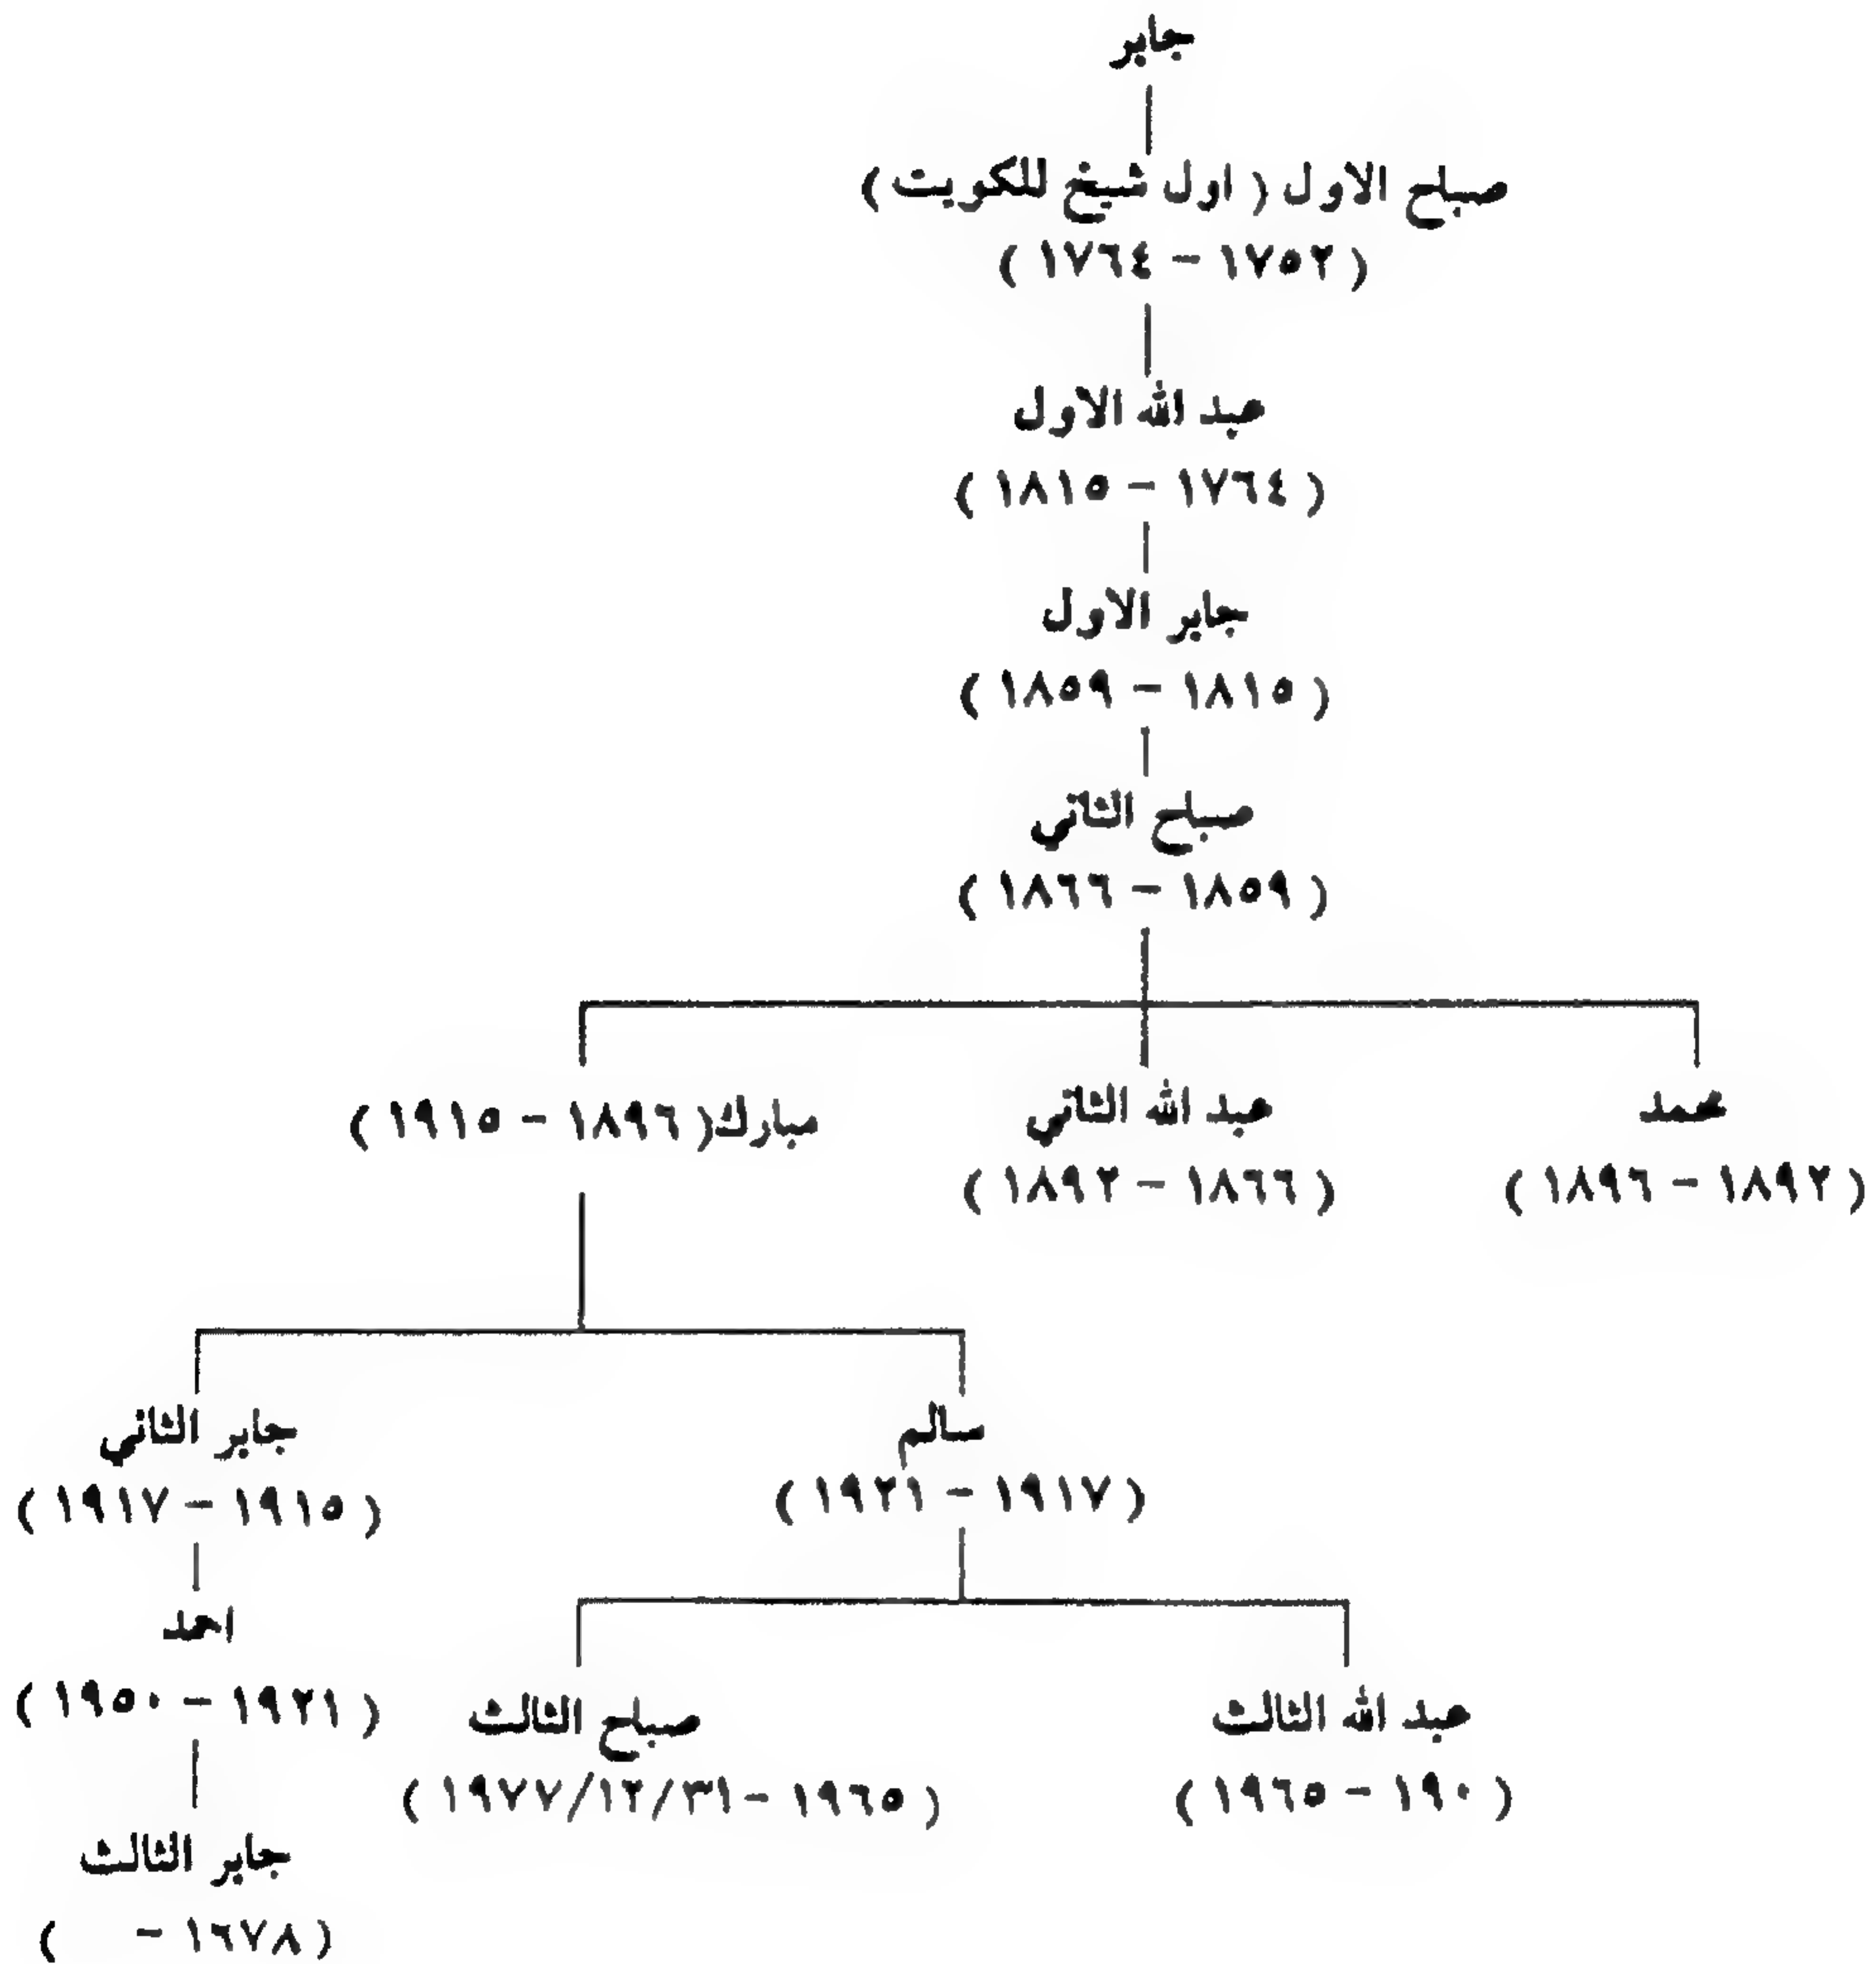 جابر
صباح الاول (اول شيخ للكويت)
(١٧٥٢ – ١٧٦٤)
عبد الله الاول
(١٧٦٤ – ١٨١٥)
جابر الاول
(١٨١٥ – ١٨٥٩)
صباح الثاني
(١٨٥٩ – ١٨٦٦)
محمد
(١٨٩٢ – ١٨٩٦)
عبد الله الثاني
(١٨٦٦ – ١٨٩٢)
مبارك(١٨٩٦ – ١٩١٥)
سالم
(١٩١٧ – ١٩٢١)
جابر الثاني
(١٩١٥ – ١٩١٧)
عبد الله الثالث
(١٩٠ – ١٩٦٥)
صباح الثالث
(١٩٦٥ – ١٩٧٧/١٢/٣١)
احمد
(١٩٢١ – ١٩٥٠)
جابر الثالث
(١٦٧٨ – )